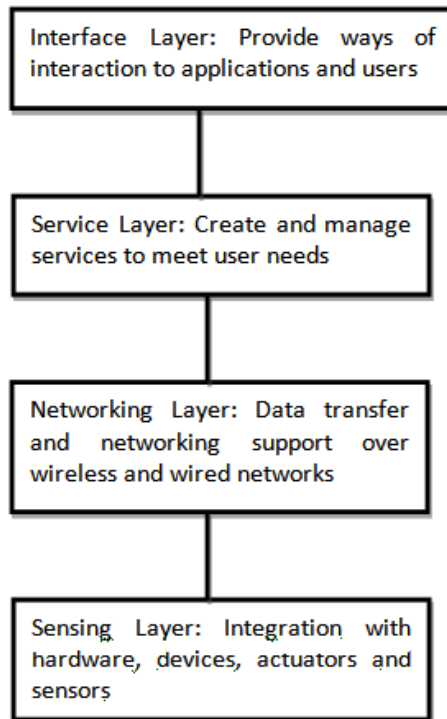 Interface Layer: Provide ways of
interaction to applications and users
Service Layer: Create and manage
services to meet user needs
Networking Layer: Data transfer
and networking support over
wireless and wired networks
Sensing Layer: Integration with
hardware, devices, actuators and
sensors